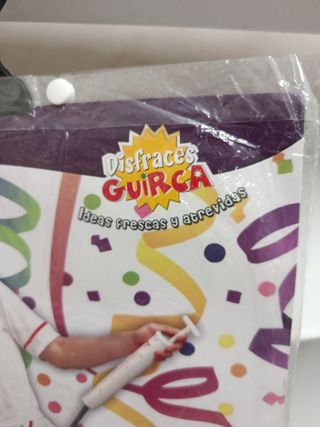 Disfraces
GUIRCA
Ideas frescas y atrevidas